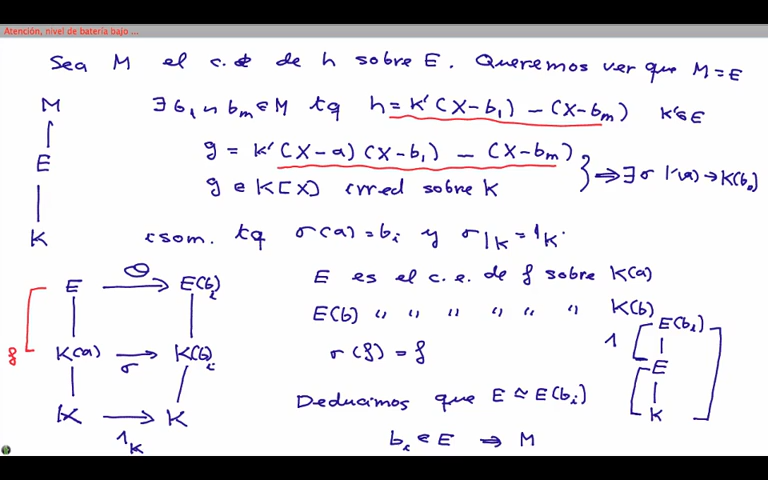 Atención, nivel de batería bajo ...
Sea M el c.e. de h sobre E. Queremos ver que M=E
M
E
K
∃ b₁ ,, bₘ ∈ M tq h = K'(X-b₁) - (X-bₘ) K'∈E
g = K'(X-a)(X-b₁) - (X-bₘ)
g ∈ K[X] irred sobre K
⟹ ∃ σ K(a) → K(bᵢ)
isom. tq σ(a)=bᵢ y σ|K = 1K.
E Θ E(bᵢ)
K(a) σ K(bᵢ)
K 1K K
f
E es el c.e. de f sobre K(a)
E(b) " " " " " " K(b)
σ(f) = f
Deducimos que E ≈ E(bᵢ)
bᵢ ∈ E ⟹ M
E(bᵢ)
1
E
K